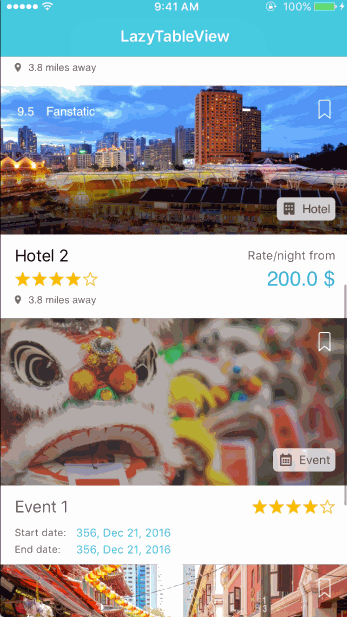 9:41 AM 100%
LazyTableView
3.8 miles away
9.5 Fanstatic
Hotel
Hotel 2
Rate/night from
200.0 $
3.8 miles away
Event
Event 1
Start date: 356, Dec 21, 2016
End date: 356, Dec 21, 2016